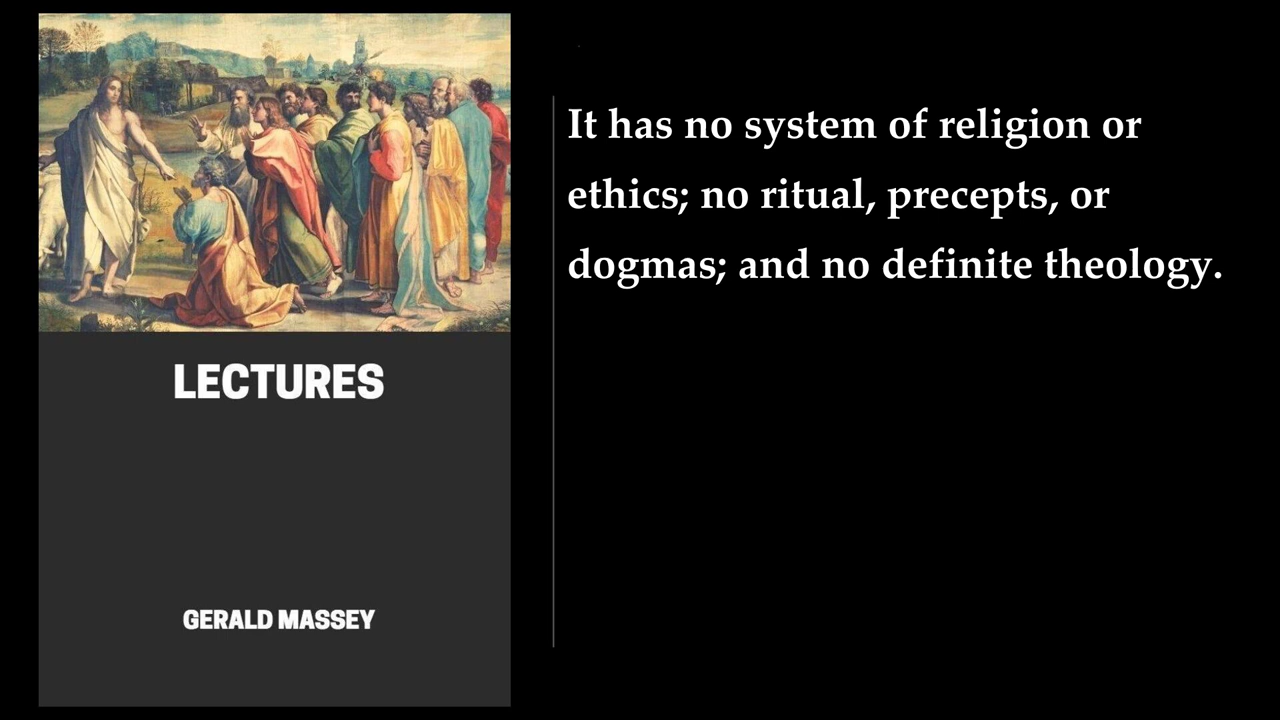 LECTURES
GERALD MASSEY
It has no system of religion or
ethics; no ritual, precepts, or
dogmas; and no definite theology.